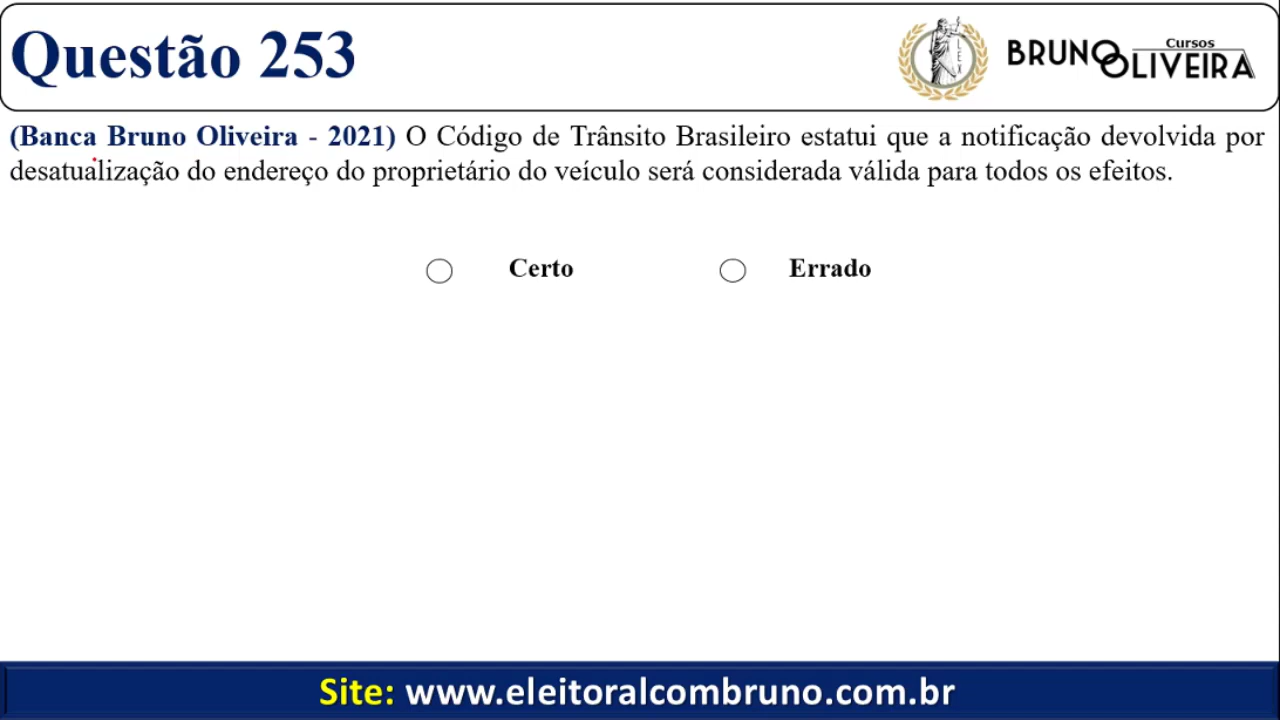 Questão 253
LEX
Cursos
BRUNO OLIVEIRA
(Banca Bruno Oliveira - 2021) O Código de Trânsito Brasileiro estatui que a notificação devolvida por
desatualização do endereço do proprietário do veículo será considerada válida para todos os efeitos.
Certo Errado
Site: www.eleitoralcombruno.com.br